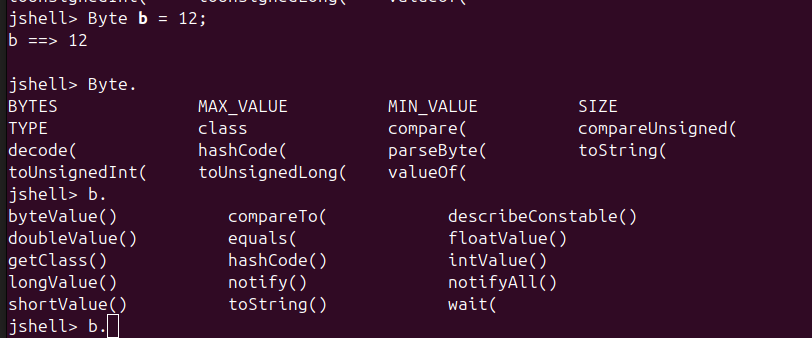 toUnsignedInt( toUnsignedLong( valueOf(
jshell> Byte b = 12;
b ==> 12
jshell> Byte.
BYTES MAX_VALUE MIN_VALUE SIZE
TYPE class compare( compareUnsigned(
decode( hashCode( parseByte( toString(
toUnsignedInt( toUnsignedLong( valueOf(
jshell> b.
byteValue() compareTo( describeConstable()
doubleValue() equals( floatValue()
getClass() hashCode() intValue()
longValue() notify() notifyAll()
shortValue() toString() wait(
jshell> b.